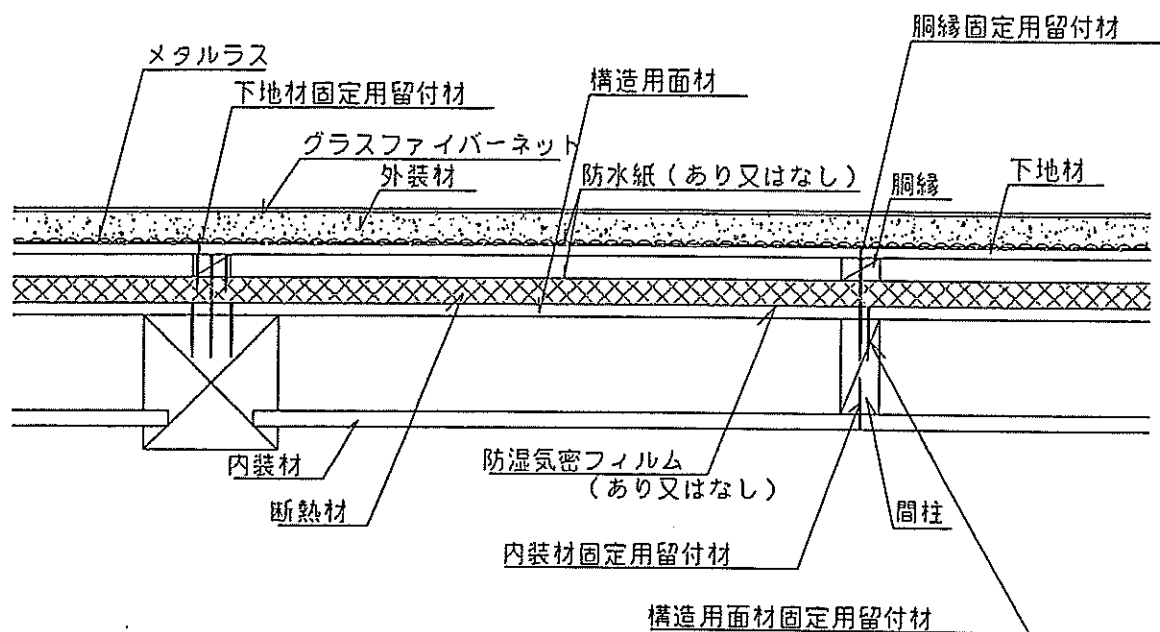 胴縁固定用留付材
メタルラス
構造用面材
下地材固定用留付材
グラスファイバーネット
外装材
防水紙（あり又はなし）
胴縁
下地材
内装材
防湿気密フィルム
（あり又はなし）
断熱材
間柱
内装材固定用留付材
構造用面材固定用留付材